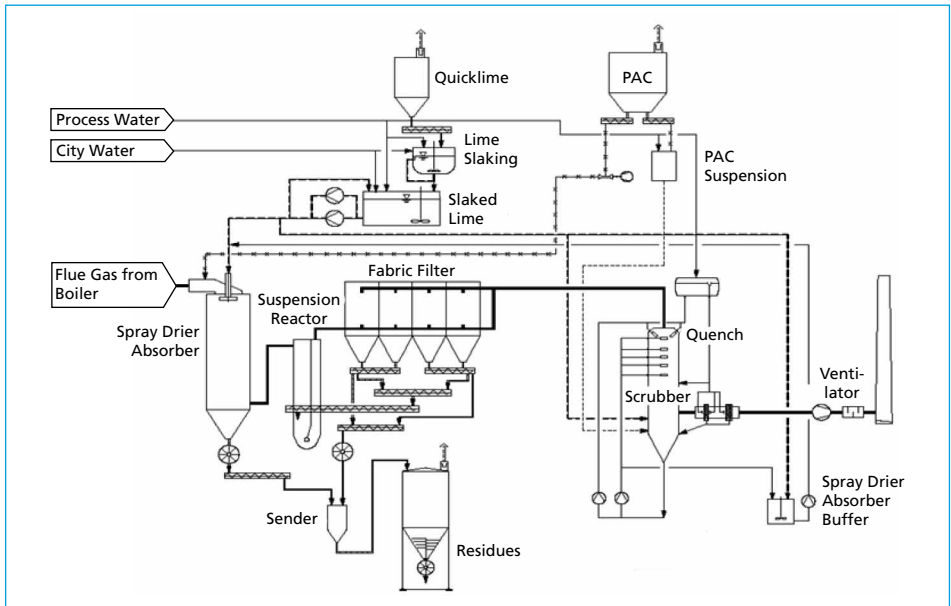 Quicklime
PAC
Process Water
City Water
Lime
Slaking
PAC
Suspension
Slaked
Lime
Flue Gas from
Boiler
Fabric Filter
Suspension
Reactor
Spray Drier
Absorber
Quench
Scrubber
Venti-
lator
Spray Drier
Absorber
Buffer
Sender
Residues